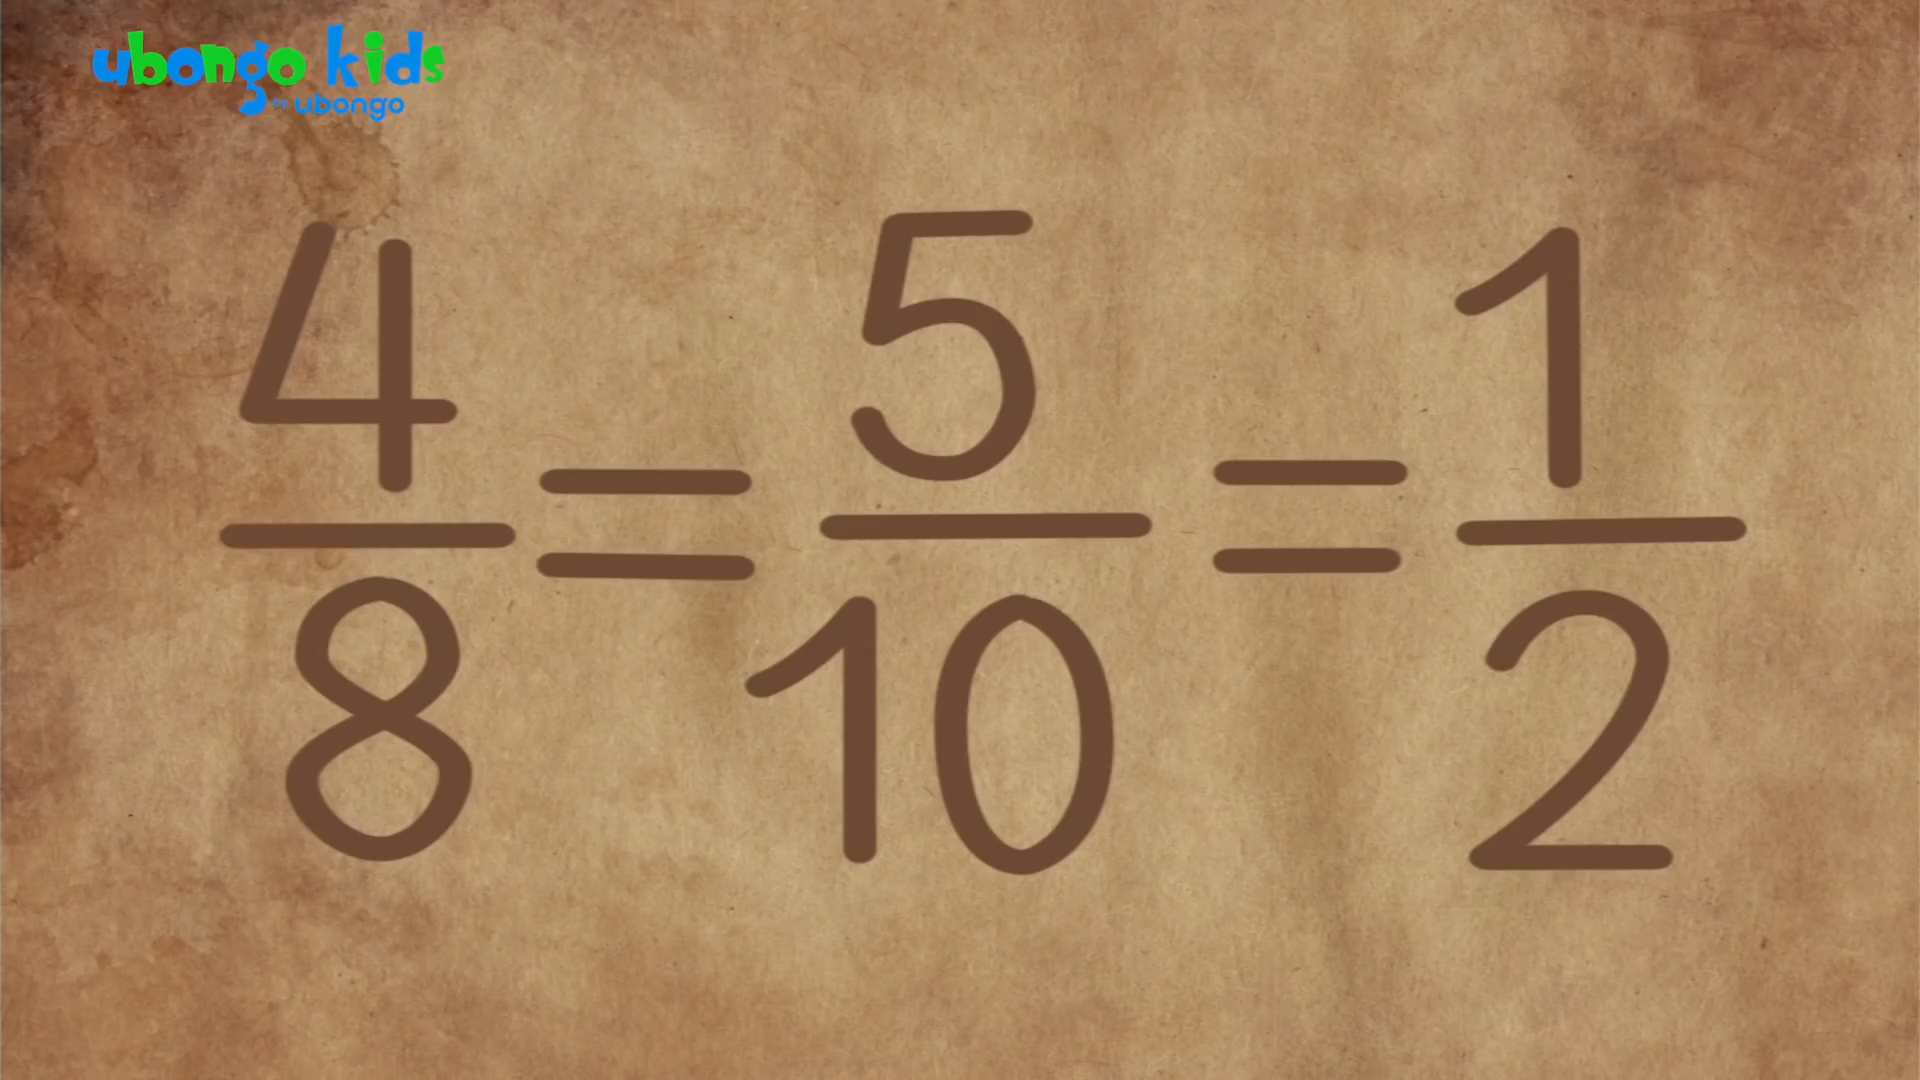 ubongo kids
by ubongo
4/8 = 5/10 = 1/2